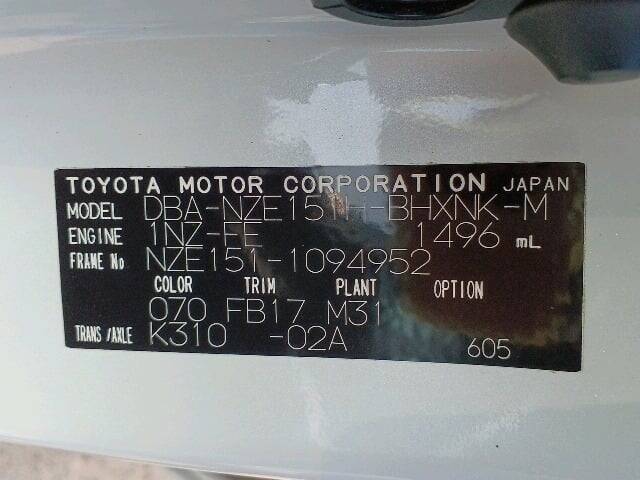 TOYOTA MOTOR CORPORATION JAPAN
MODEL DBA-NZE151H-BHXNK-M
ENGINE 1NZ-FE 1496 mL
FRAME No NZE151-1094952
COLOR TRIM PLANT OPTION
070 FB17 M31
TRANS/AXLE K310 -02A 605